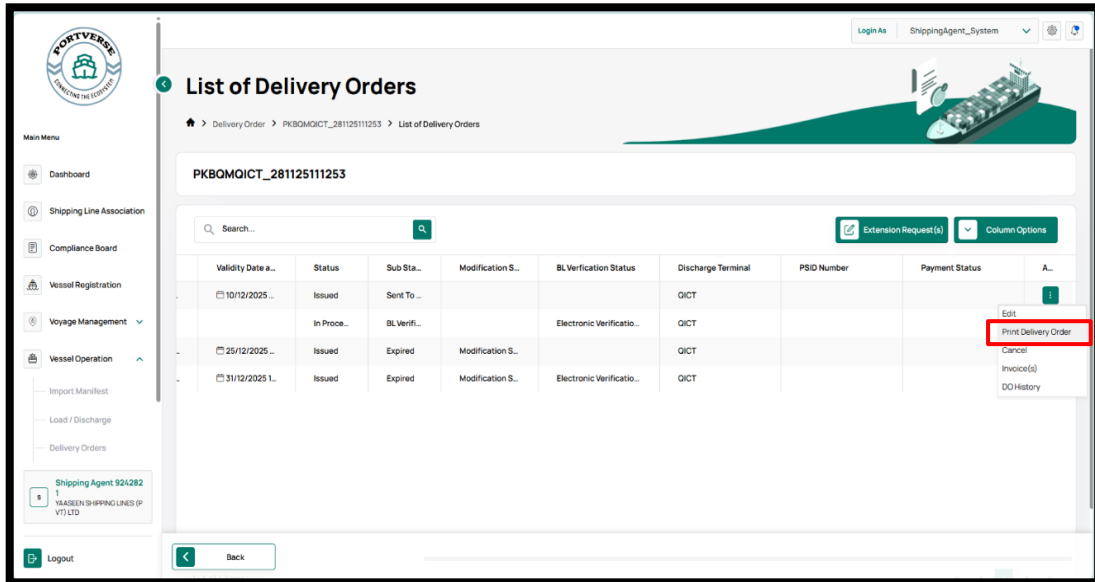 PORTVERSE
CONNECTING THE ECOSYSTEM
Login As ShippingAgent_System
List of Delivery Orders
Delivery Order > PKBQMQICT_281125111253 > List of Delivery Orders
Main Menu
Dashboard
Shipping Line Association
Compliance Board
Vessel Registration
Voyage Management
Vessel Operation
Import Manifest
Load / Discharge
Delivery Orders
S
Shipping Agent 924282
1
YAASEEN SHIPPING LINES (P
VT) LTD
Logout
PKBQMQICT_281125111253
Search...
Extension Request(s)
Column Options
Validity Date a... Status Sub Sta... Modification S... BL Verfication Status Discharge Terminal PSID Number Payment Status A...
10/12/2025 ... Issued Sent To ... QICT
In Proce... BL Verifi... Electronic Verificatio... QICT
25/12/2025 ... Issued Expired Modification S... QICT
31/12/2025 1... Issued Expired Modification S... Electronic Verificatio... QICT
Edit
Print Delivery Order
Cancel
Invoice(s)
DO History
Back